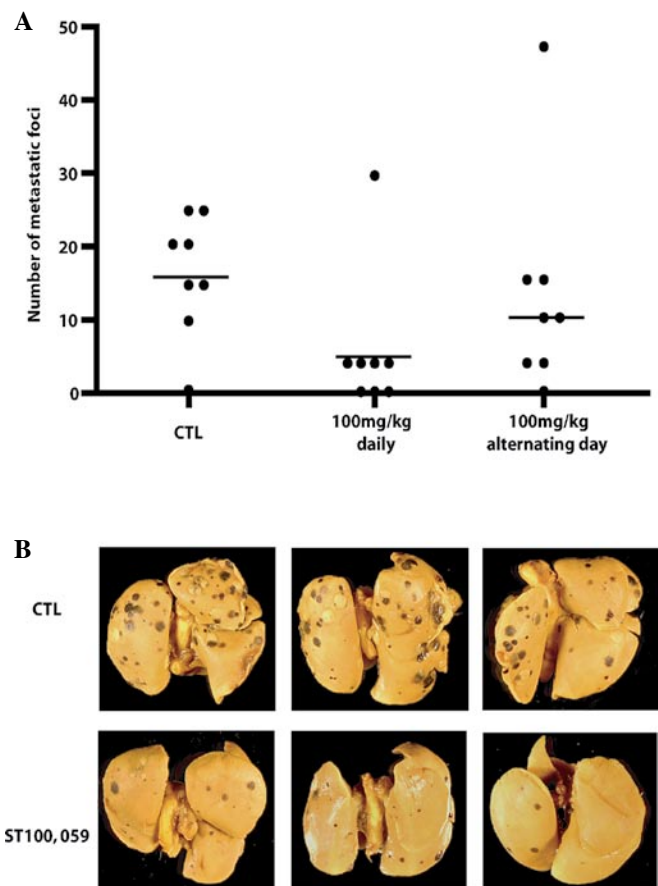 A
Number of metastatic foci
50
40
30
20
10
0
CTL
100mg/kg
daily
100mg/kg
alternating day
B
CTL
ST100, 059